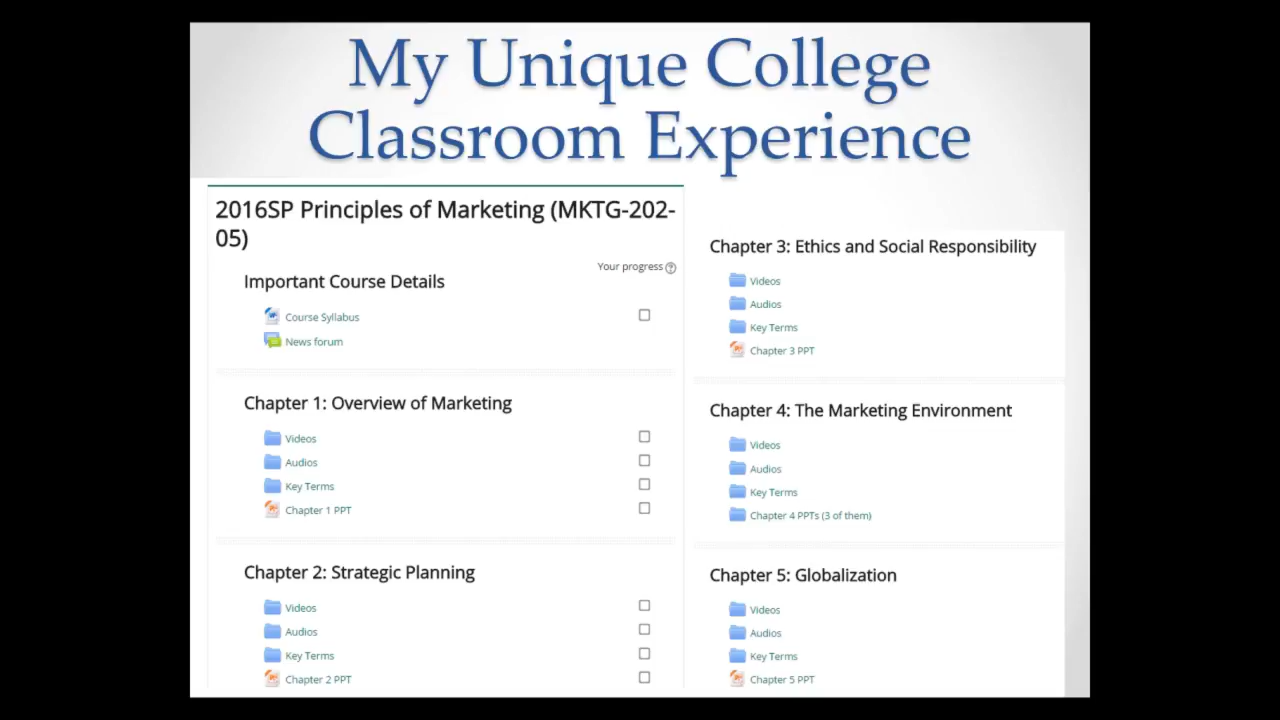 My Unique College
Classroom Experience
2016SP Principles of Marketing (MKTG-202-
05)
Your progress
Important Course Details
Course Syllabus
News forum
Chapter 1: Overview of Marketing
Videos
Audios
Key Terms
Chapter 1 PPT
Chapter 2: Strategic Planning
Videos
Audios
Key Terms
Chapter 2 PPT
Chapter 3: Ethics and Social Responsibility
Videos
Audios
Key Terms
Chapter 3 PPT
Chapter 4: The Marketing Environment
Videos
Audios
Key Terms
Chapter 4 PPTs (3 of them)
Chapter 5: Globalization
Videos
Audios
Key Terms
Chapter 5 PPT